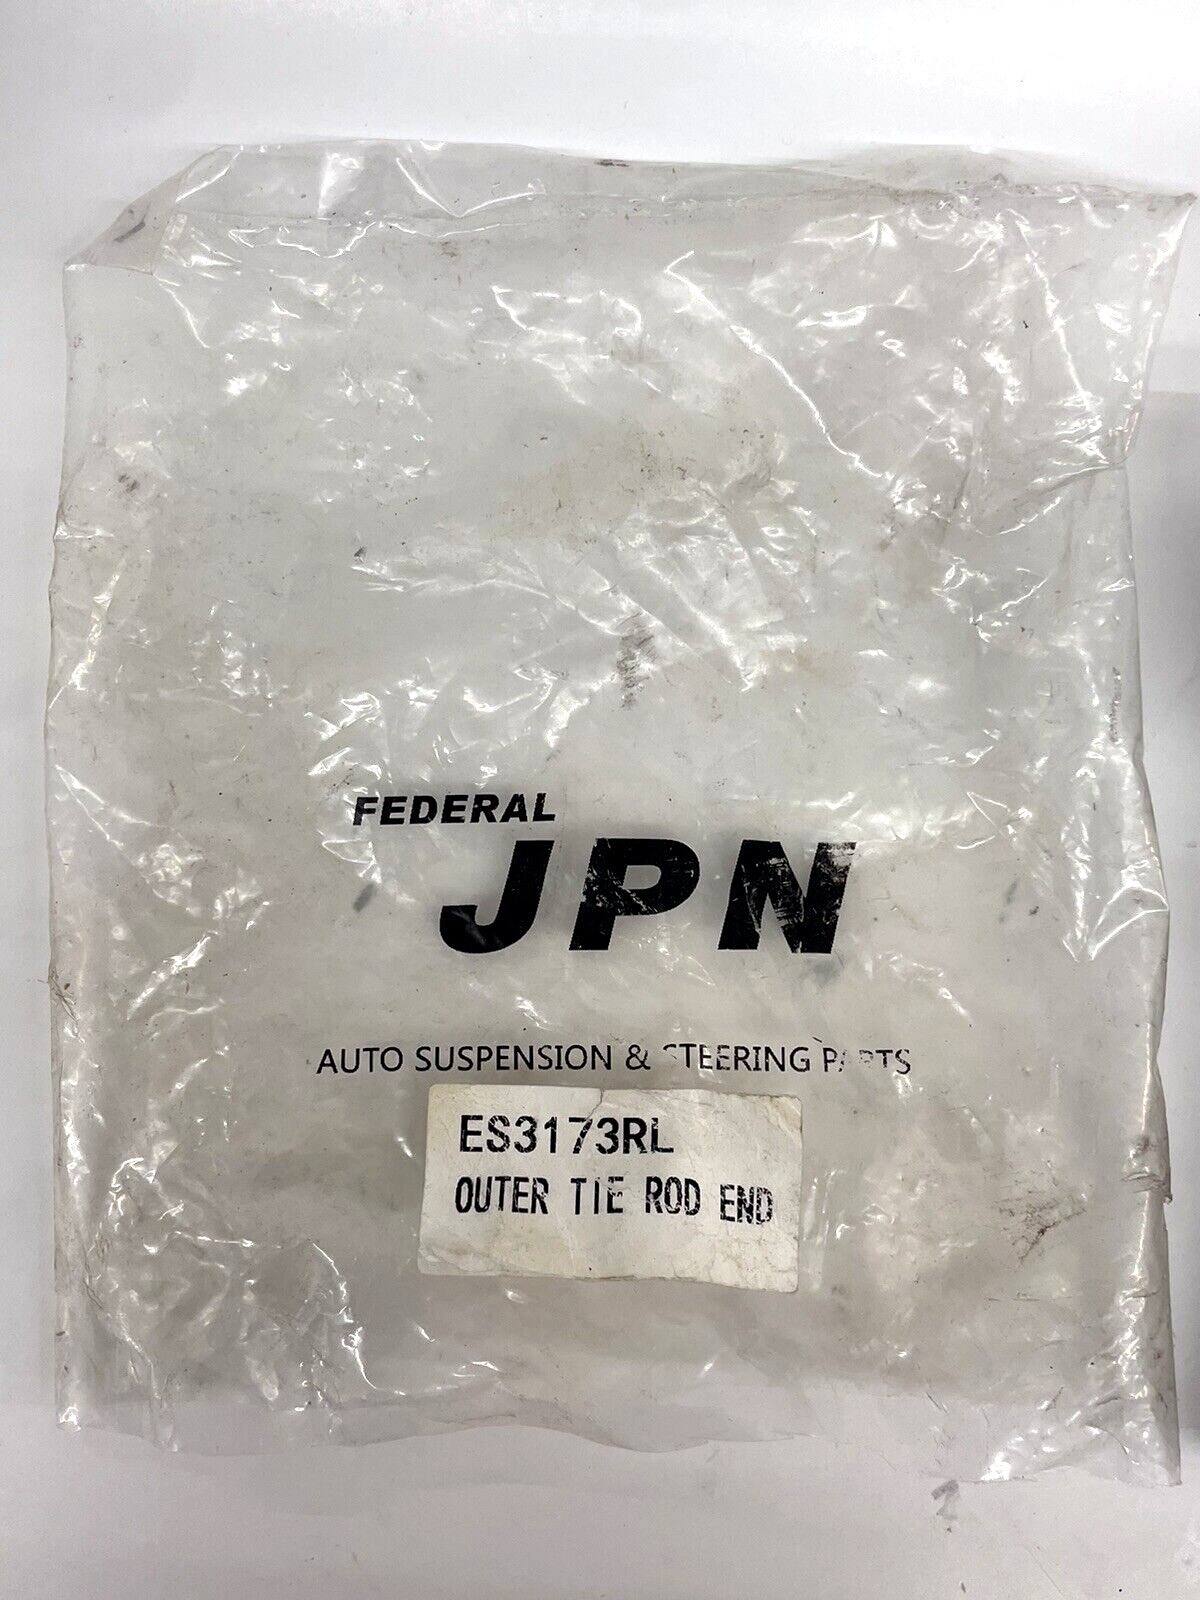 FEDERAL
JPN
AUTO SUSPENSION & STEERING PARTS
ES3173RL
OUTER TIE ROD END